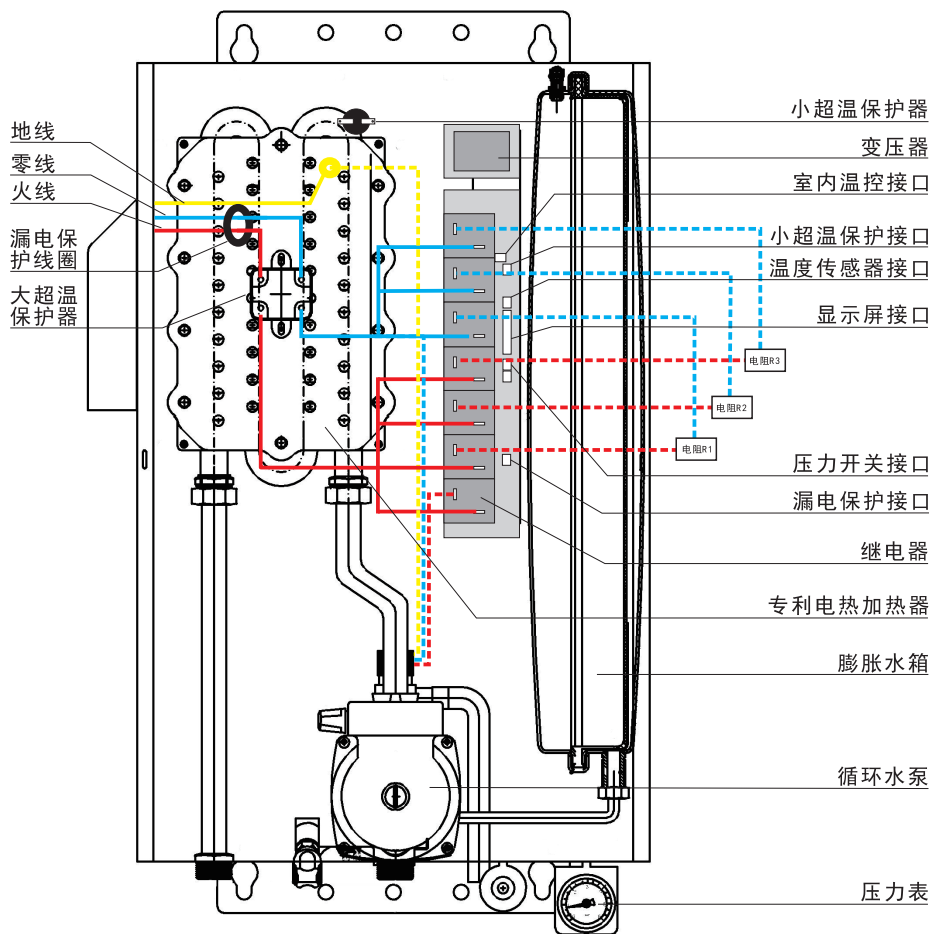 地线
零线
火线
漏电保
护线圈
大超温
保护器
小超温保护器
变压器
室内温控接口
小超温保护接口
温度传感器接口
显示屏接口
电阻R3
电阻R2
电阻R1
压力开关接口
漏电保护接口
继电器
专利电热加热器
膨胀水箱
循环水泵
压力表